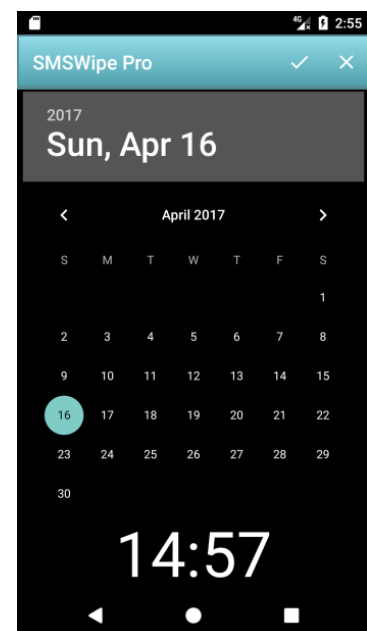 4G 2:55
SMSWipe Pro
2017
Sun, Apr 16
April 2017
S M T W T F S
1
2 3 4 5 6 7 8
9 10 11 12 13 14 15
16 17 18 19 20 21 22
23 24 25 26 27 28 29
30
14:57